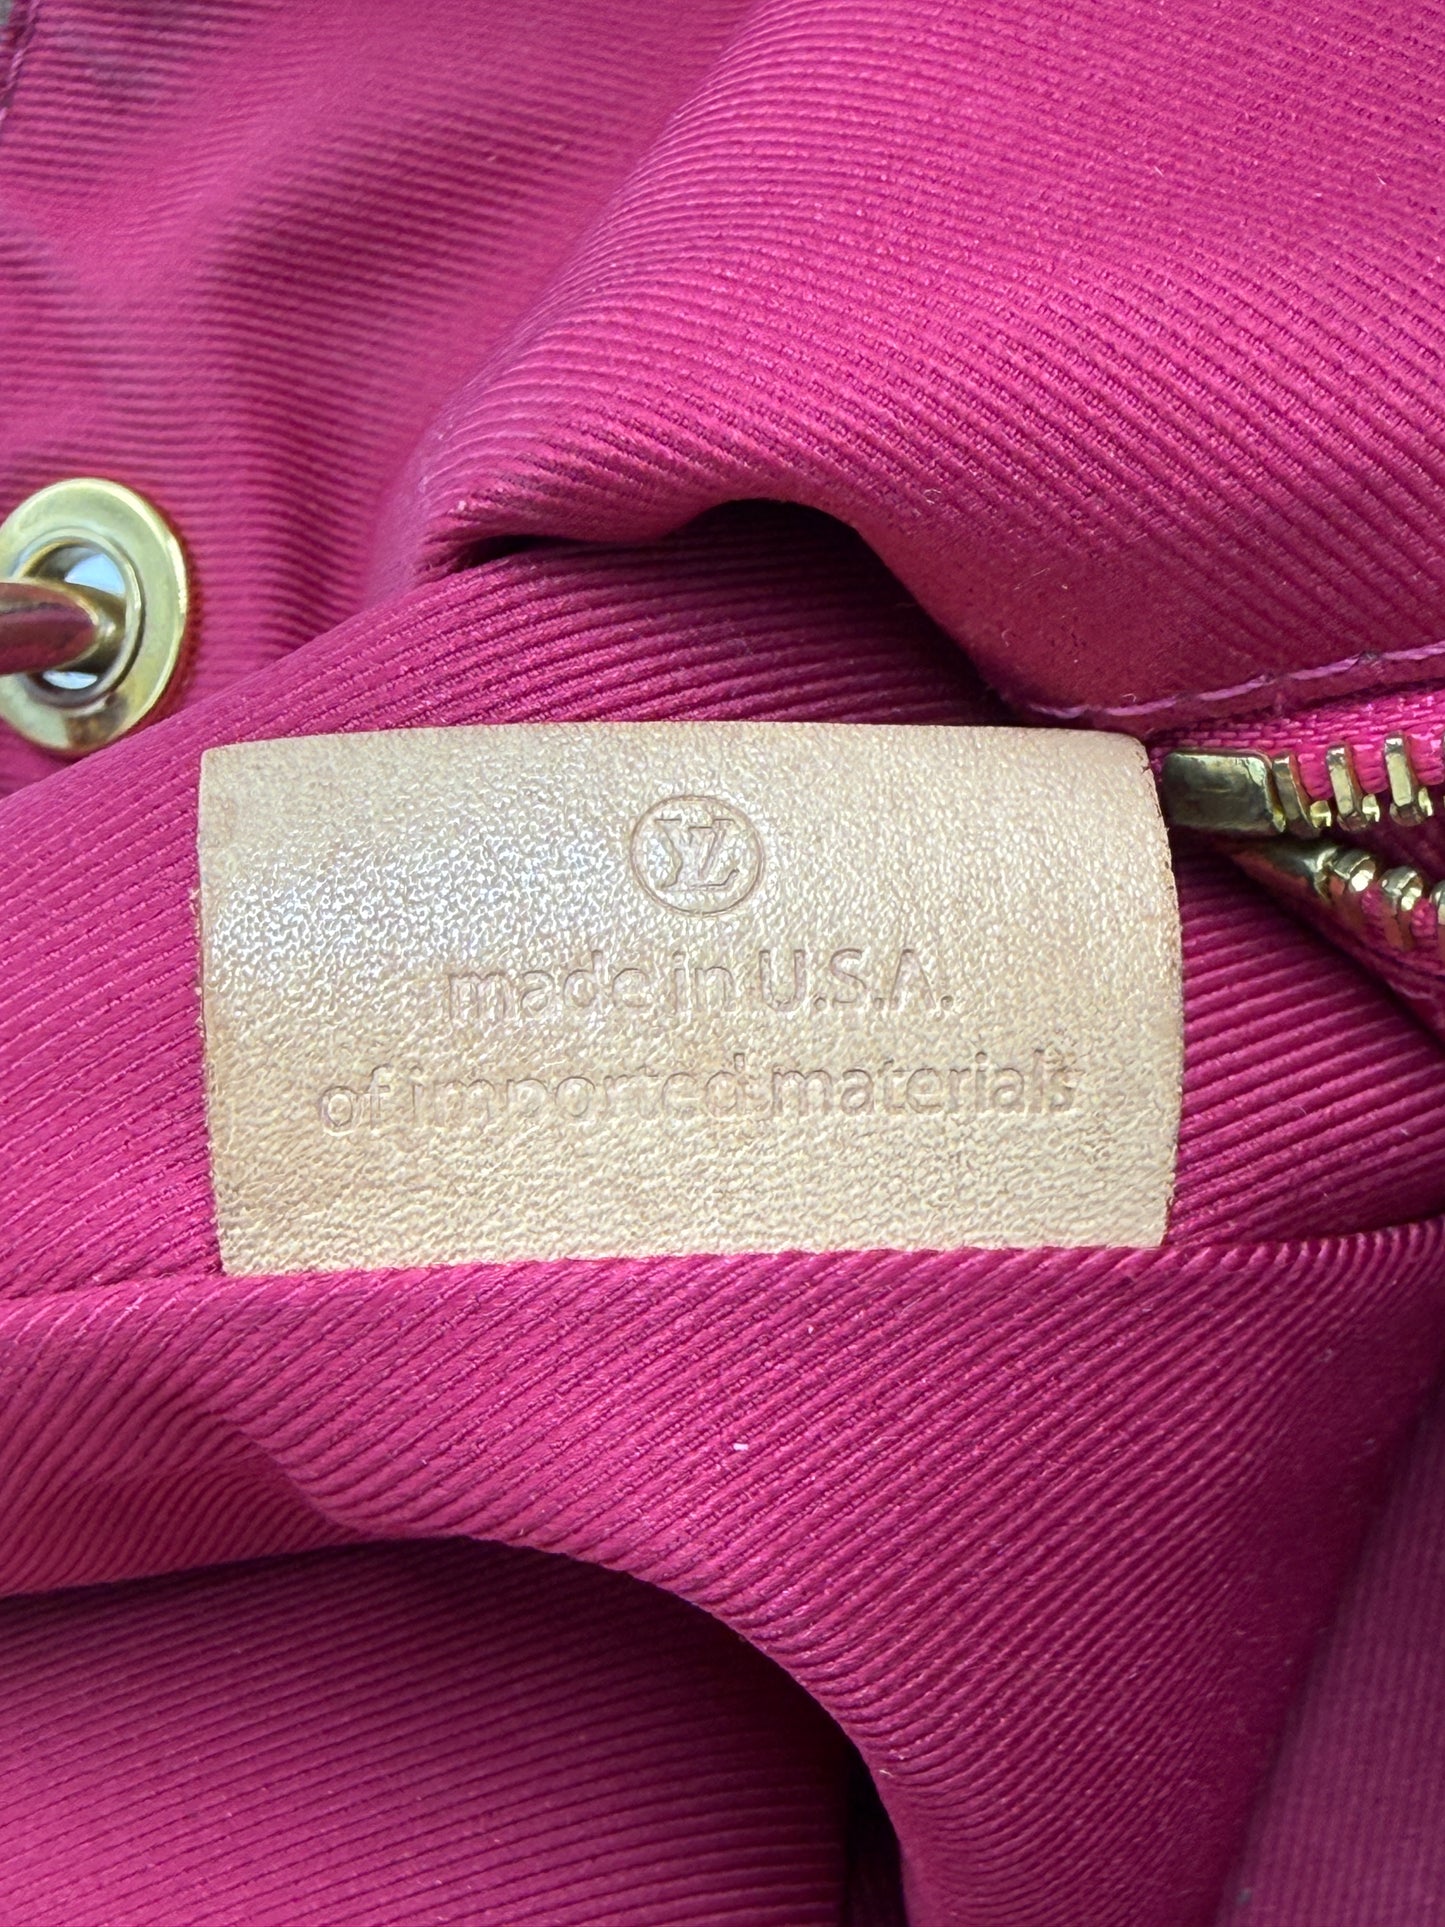 LV
made in U.S.A.
of imported materials